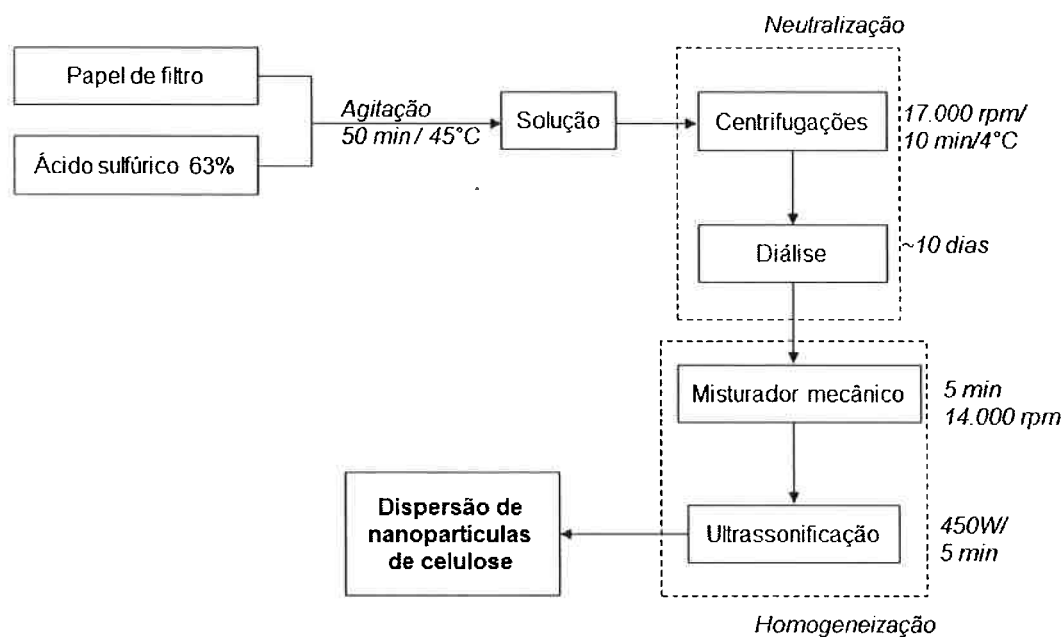 Neutralização
Papel de filtro
Ácido sulfúrico 63%
Agitação
50 min / 45°C
Solução
Centrifugações
17.000 rpm/
10 min/4°C
Diálise
~10 dias
Misturador mecânico
5 min
14.000 rpm
Ultrassonificação
450W/
5 min
Dispersão de
nanopartículas
de celulose
Homogeneização